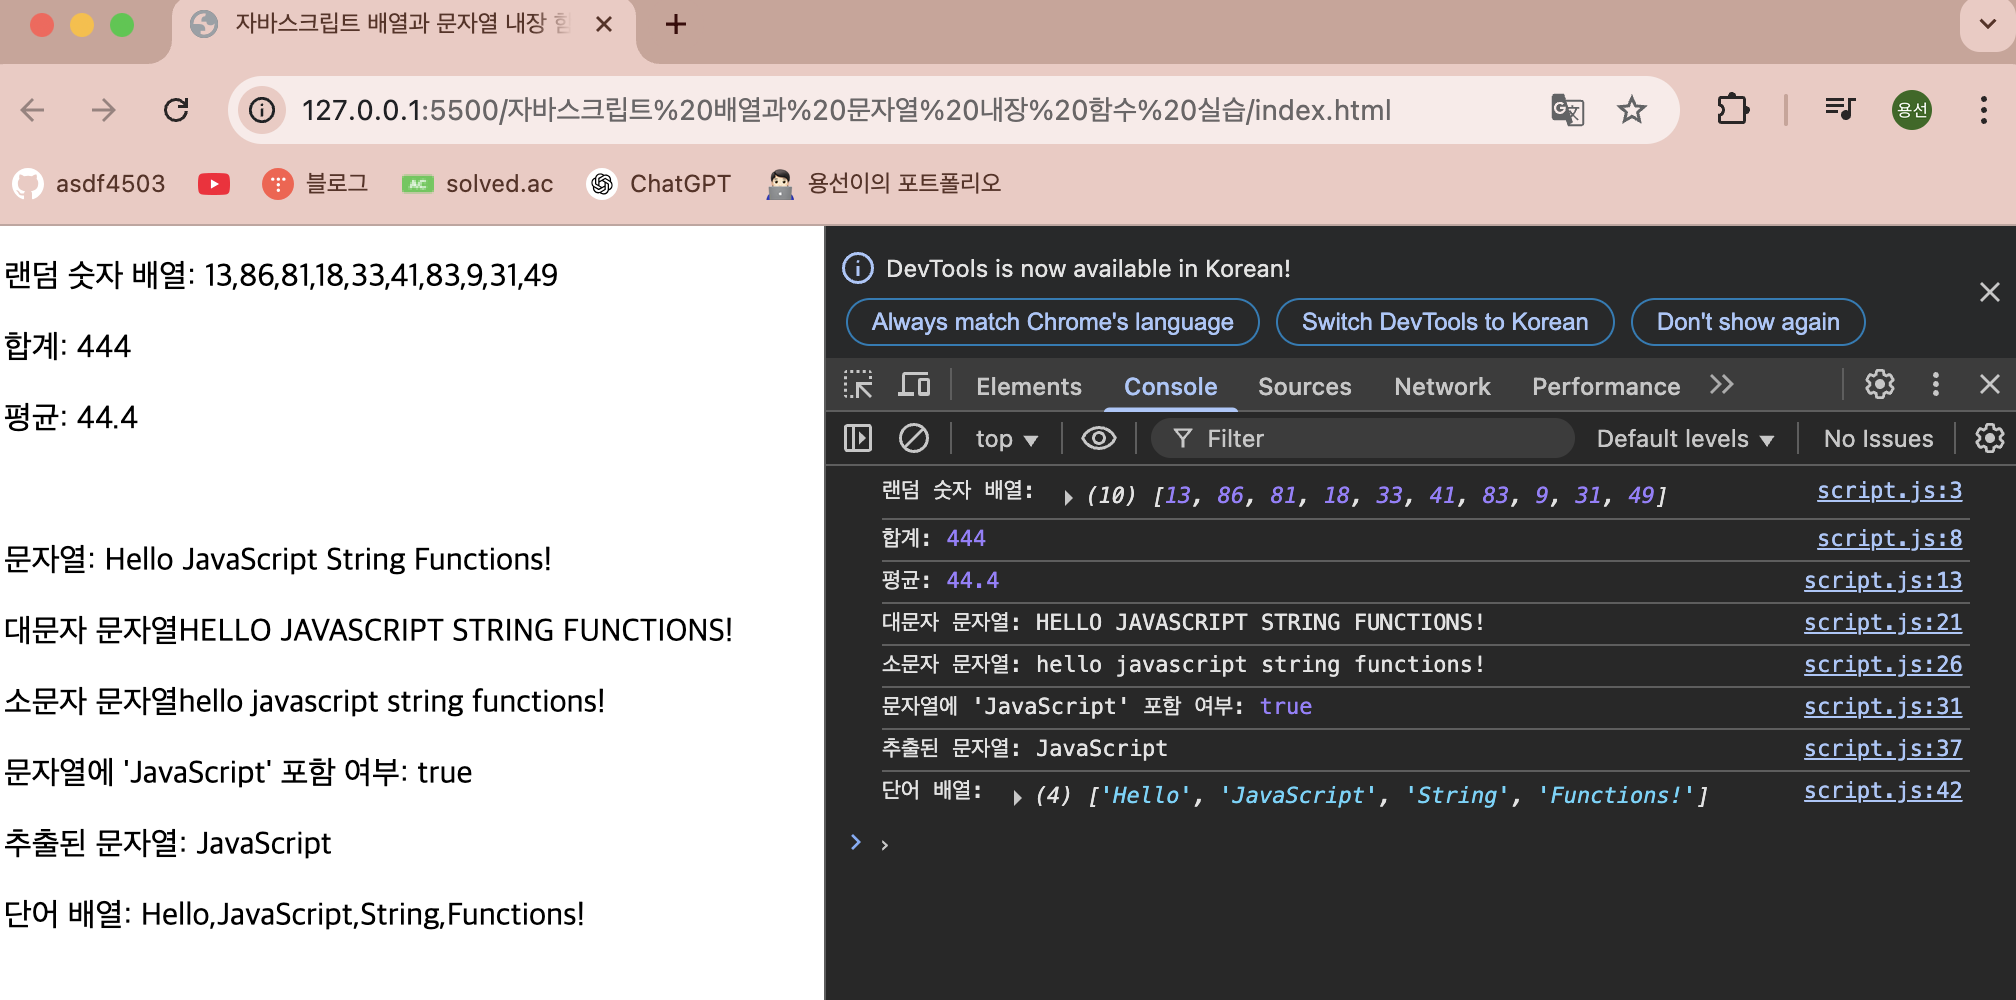 자바스크립트 배열과 문자열 내장 함
127.0.0.1:5500/자바스크립트%20배열과%20문자열%20내장%20함수%20실습/index.html
용선
asdf4503 블로그 AC solved.ac ChatGPT 용선이의 포트폴리오
랜덤 숫자 배열: 13,86,81,18,33,41,83,9,31,49
합계: 444
평균: 44.4
문자열: Hello JavaScript String Functions!
대문자 문자열HELLO JAVASCRIPT STRING FUNCTIONS!
소문자 문자열hello javascript string functions!
문자열에 'JavaScript' 포함 여부: true
추출된 문자열: JavaScript
단어 배열: Hello,JavaScript,String,Functions!
DevTools is now available in Korean!
Always match Chrome's language Switch DevTools to Korean Don't show again
Elements Console Sources Network Performance
top Filter Default levels No Issues
랜덤 숫자 배열: (10) [13, 86, 81, 18, 33, 41, 83, 9, 31, 49] script.js:3
합계: 444 script.js:8
평균: 44.4 script.js:13
대문자 문자열: HELLO JAVASCRIPT STRING FUNCTIONS! script.js:21
소문자 문자열: hello javascript string functions! script.js:26
문자열에 'JavaScript' 포함 여부: true script.js:31
추출된 문자열: JavaScript script.js:37
단어 배열: (4) ['Hello', 'JavaScript', 'String', 'Functions!'] script.js:42